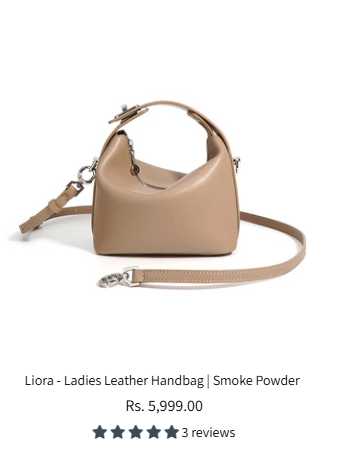 Liora - Ladies Leather Handbag | Smoke Powder
Rs. 5,999.00
3 reviews